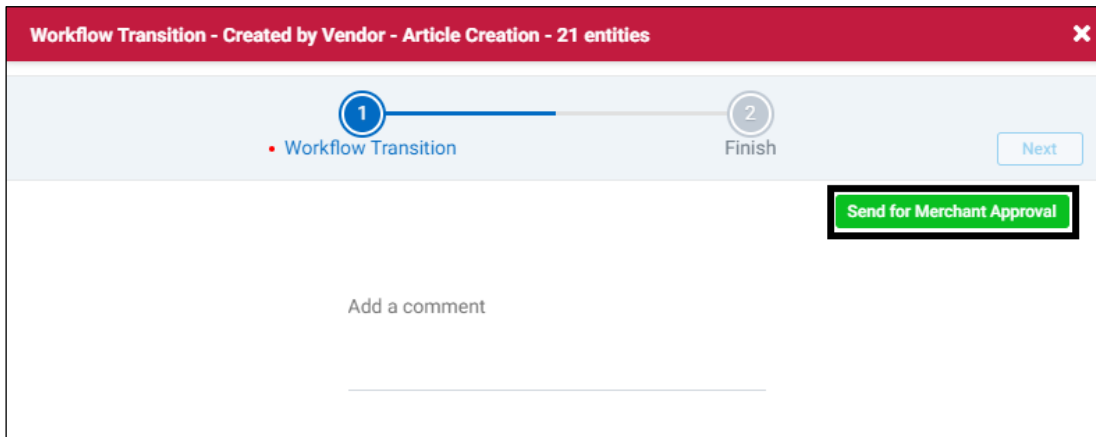 Workflow Transition - Created by Vendor - Article Creation - 21 entities
1
2
• Workflow Transition
Finish
Next
Send for Merchant Approval
Add a comment